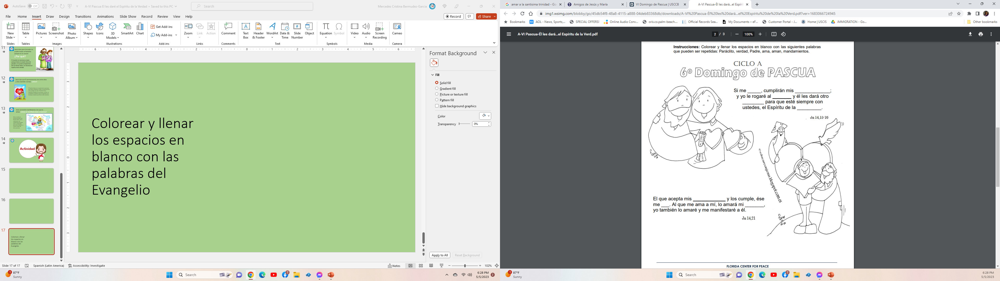 AutoSave Off A-VI Pascua El les daré el Espíritu de la Verdad • Saved to this PC Search Mercedes Cristina Bermudez-Garcia
File Home Insert Draw Design Transitions Animations Slide Show Record Review View Help Record Share
New Slide Table Pictures Screenshot Photo Album Shapes Icons 3D Models SmartArt Chart Get Add-ins My Add-ins Zoom Link Action Comment Text Box Header & Footer WordArt Date & Time Slide Number Object Equation Symbol Video Audio Screen Recording Cameo
Slides Tables Images Illustrations Add-ins Links Comments Text Symbols Media Camera
11
¿Por qué?
12
13
14
Actividad
15
16
17
Colorear y llenar
los espacios en
blanco con las
palabras del
Evangelio
Colorear y llenar
los espacios en
blanco con las
palabras del
Evangelio
Format Background
Fill
Solid fill
Gradient fill
Picture or texture fill
Pattern fill
Hide background graphics
Color
Transparency 0%
Apply to All Reset Background
Slide 17 of 17 Spanish (Latin America) Accessibility: Investigate Notes 102%
87°F
Sunny
Search
6:28 PM
5/5/2023
amar a la santisima trinidad - Go Amigos de Jesús y María VI Domingo de Pascua | USCCB A-VI Pascua-Él les dará...el Espírit
img1.wsimg.com/blobby/go/45db54f8-48a8-4115-a888-04deb83368db/downloads/A-VI%20Pascua-Él%20les%20dará...el%20Espíritu%20de%20la%20Verd.pdf?ver=1683066724945
Bookmarks AOL - News, Sports,... SPECIAL OFFERS! Online Audio Conv... oris.co.palm-beach.... Official Records Sea... My Documents – eF... Customer Portal - J... Home | USCIS iMMIGRATION - Go... Other bookmarks
A-VI Pascua-Él les dará...el Espíritu de la Verd.pdf 2 / 3 100%
Instrucciones: Colorear y llenar los espacios en blanco con las siguientes palabras
que pueden ser repetidas: Paráclito, verdad, Padre, ama, aman, mandamientos.
CICLO A
6º Domingo de PASCUA
Si me _____, cumplirán mis _____________;
y yo le rogaré al _______ y él les dará otro
________ para que esté siempre con
ustedes, el Espíritu de la _________.
Jn 14,15-16
©educarconjesus.blogspot.com.es
El que acepta mis ____________ y los cumple, ése
me ___. Al que me ama a mí, lo amará mi _______,
yo también lo amaré y me manifestaré a él.
Jn 14,21
FLORIDA CENTER FOR PEACE
87°F
Sunny
Search
6:28 PM
5/5/2023